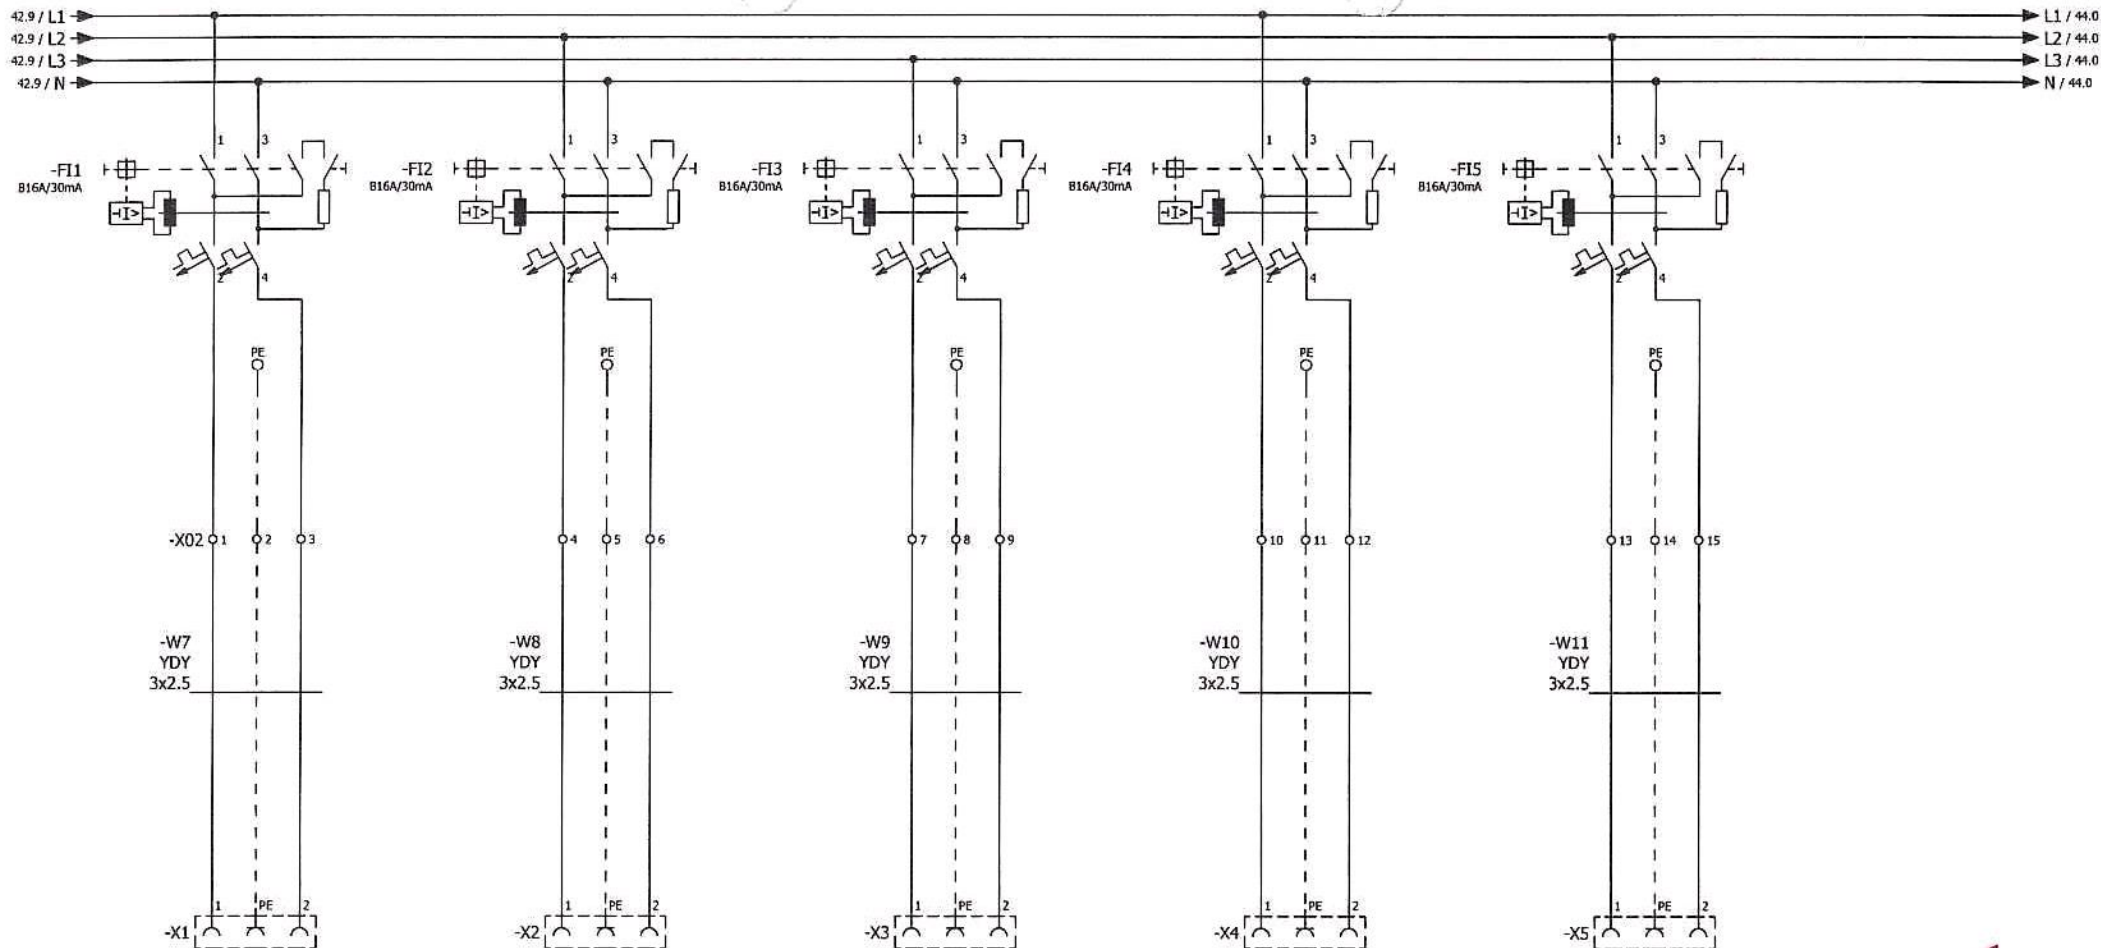 42.9 / L1 L1 / 44.0
42.9 / L2 L2 / 44.0
42.9 / L3 L3 / 44.0
42.9 / N N / 44.0
1 3 1 3 1 3 1 3 1 3
-FI1 -FI2 -FI3 -FI4 -FI5
B16A/30mA B16A/30mA B16A/30mA B16A/30mA B16A/30mA
I> I> I> I> I>
2 4 2 4 2 4 2 4 2 4
PE PE PE PE PE
-X02 1 2 3 4 5 6 7 8 9 10 11 12 13 14 15
-W7 -W8 -W9 -W10 -W11
YDY YDY YDY YDY YDY
3x2.5 3x2.5 3x2.5 3x2.5 3x2.5
1 PE 2 1 PE 2 1 PE 2 1 PE 2 1 PE 2
-X1 -X2 -X3 -X4 -X5